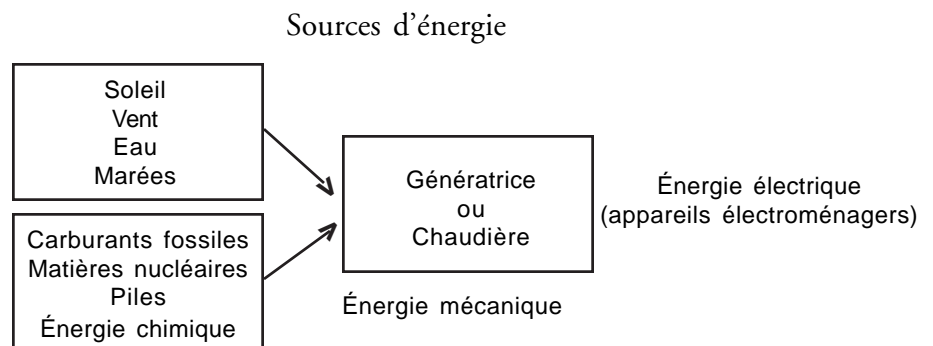 Sources d'énergie
Soleil
Vent
Eau
Marées
Carburants fossiles
Matières nucléaires
Piles
Énergie chimique
Génératrice
ou
Chaudière
Énergie mécanique
Énergie électrique
(appareils électroménagers)